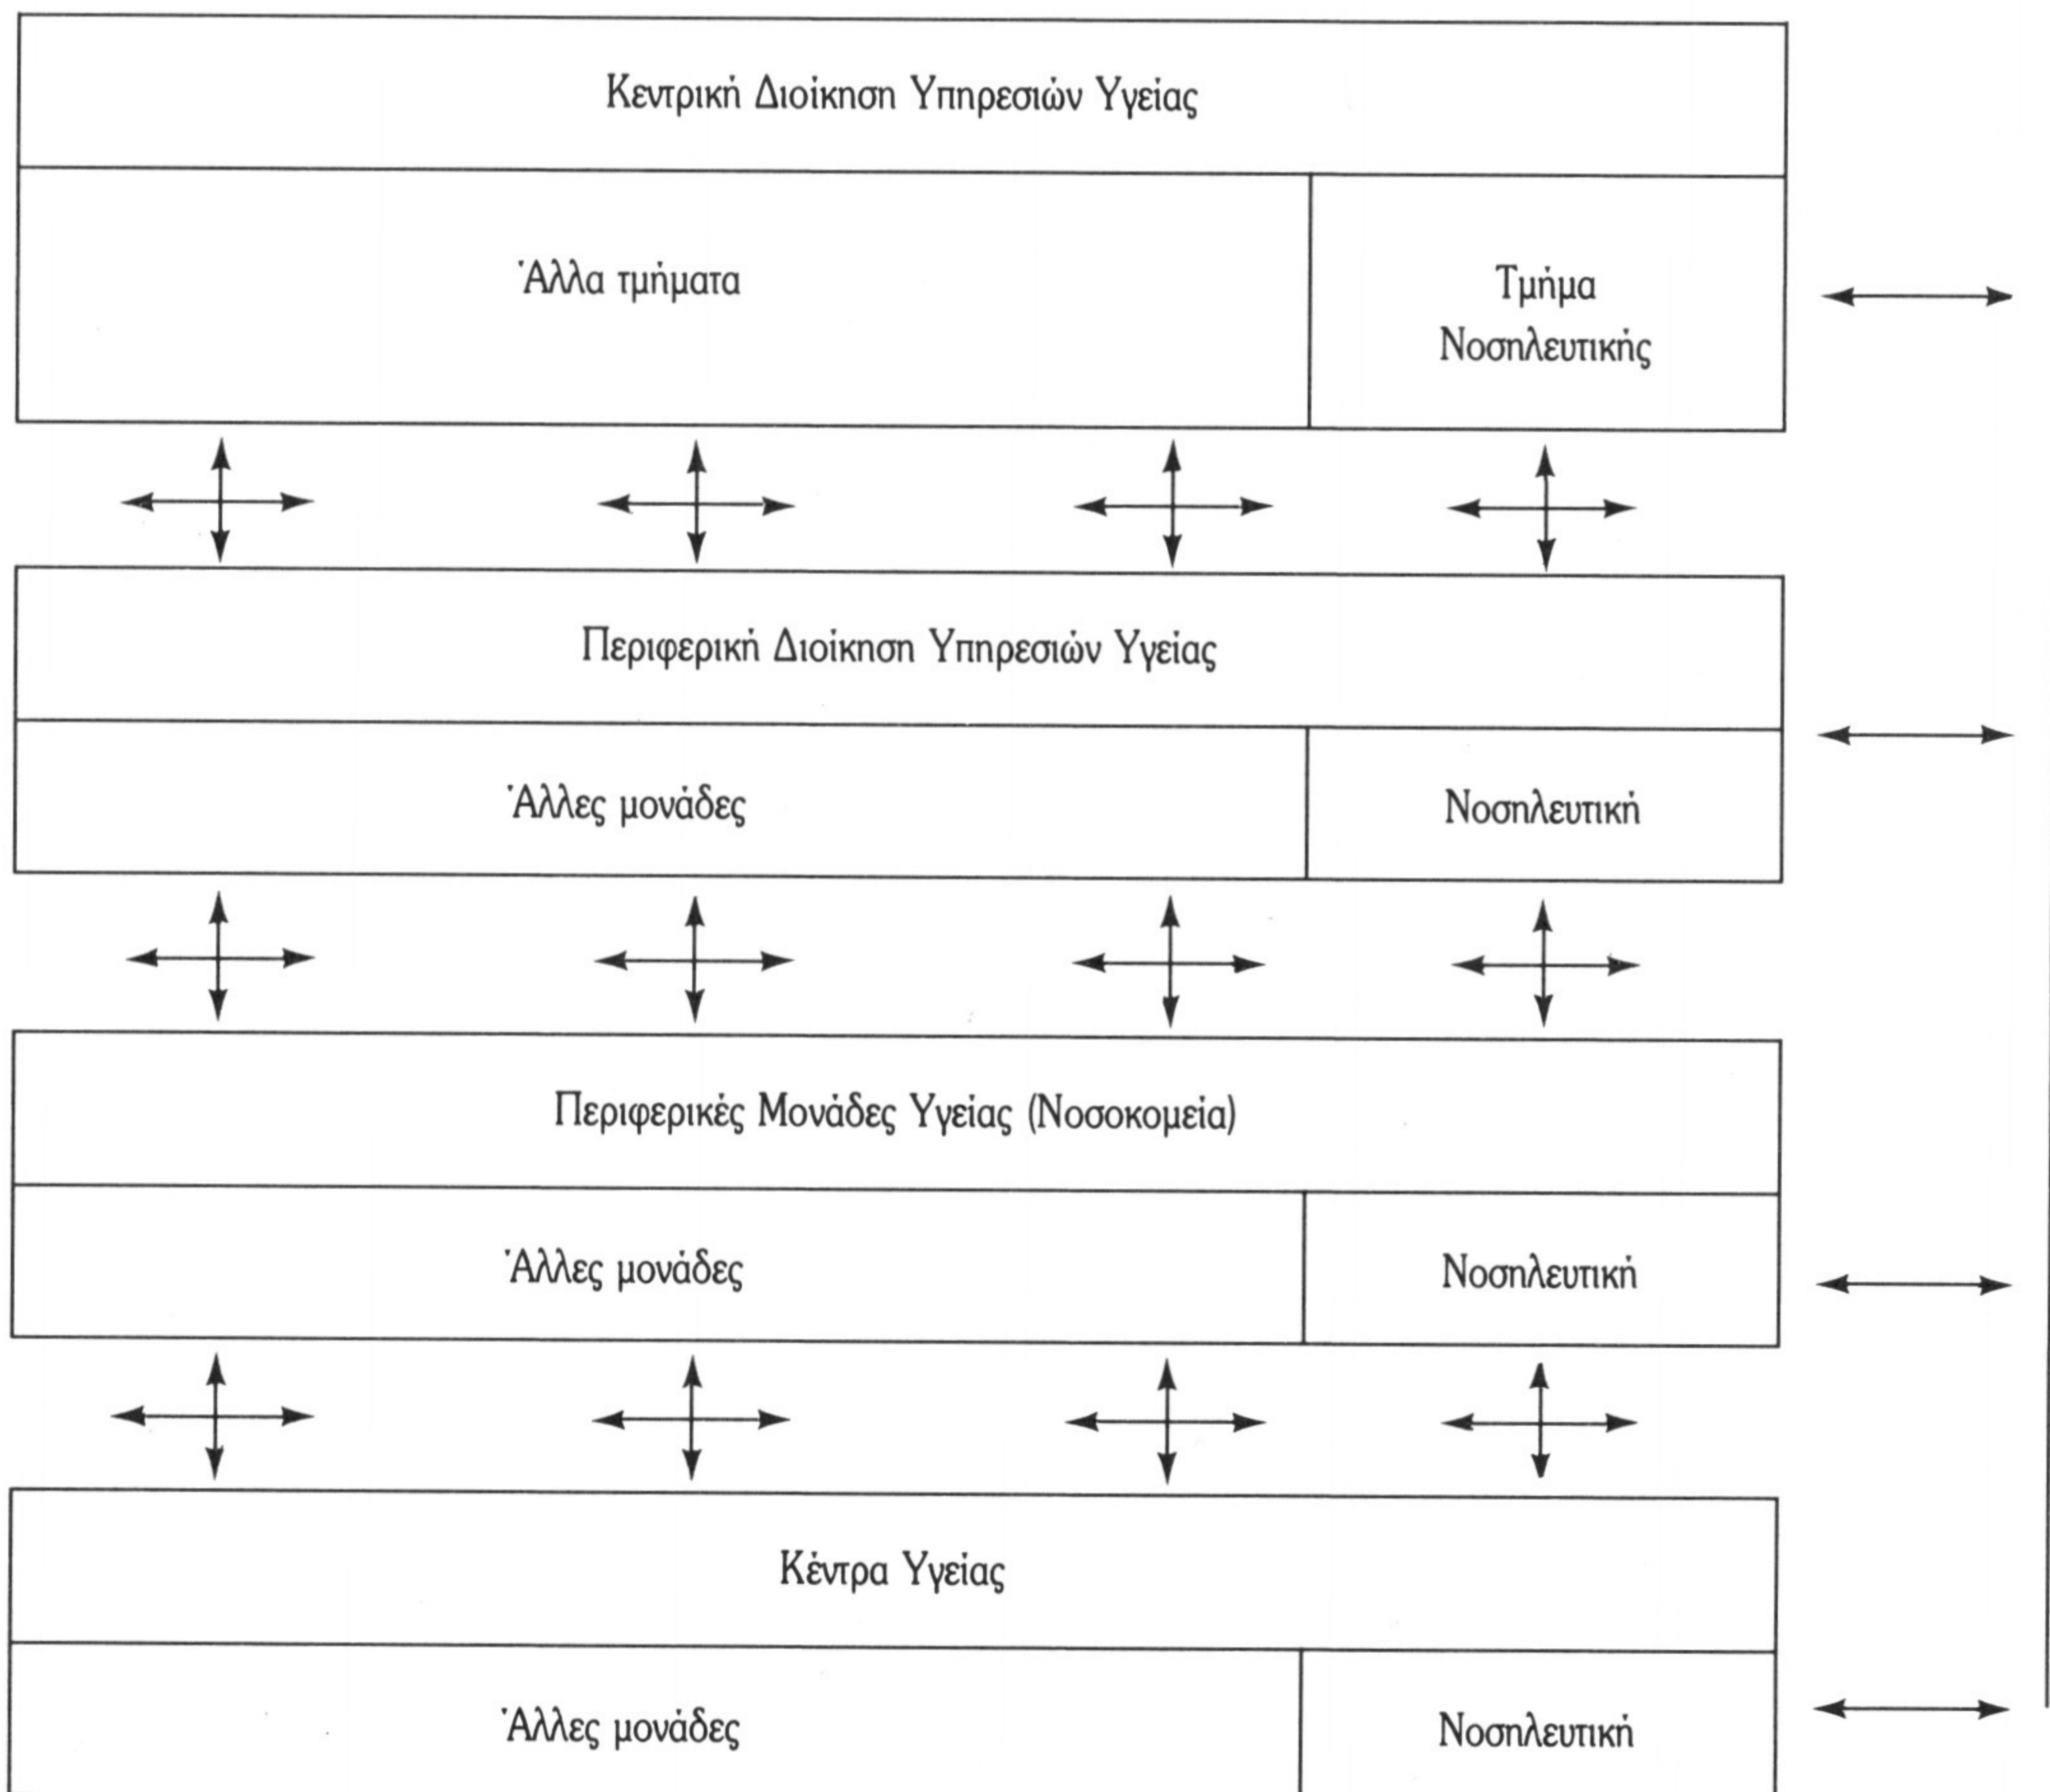 Κεντρική Διοίκηση Υπηρεσιών Υγείας
Άλλα τμήματα
Τμήμα
Νοσηλευτικής
Περιφερική Διοίκηση Υπηρεσιών Υγείας
Άλλες μονάδες
Νοσηλευτική
Περιφερικές Μονάδες Υγείας (Νοσοκομεία)
Άλλες μονάδες
Νοσηλευτική
Κέντρα Υγείας
Άλλες μονάδες
Νοσηλευτική